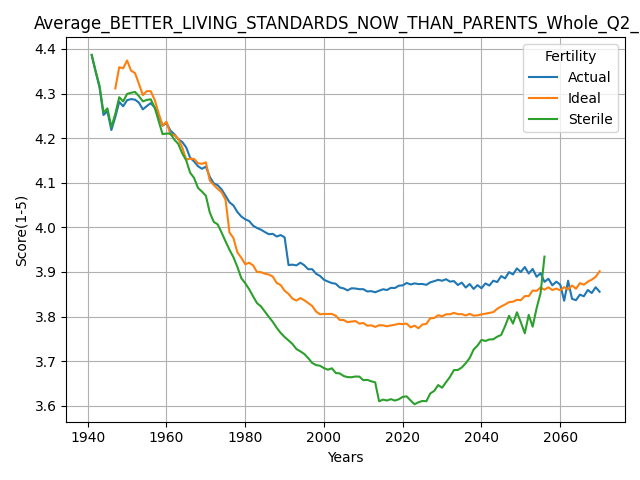 Average_BETTER_LIVING_STANDARDS_NOW_THAN_PARENTS_Whole_Q2_
Fertility
Actual
Ideal
Sterile
Score(1-5)
4.4
4.3
4.2
4.1
4.0
3.9
3.8
3.7
3.6
1940 1960 1980 2000 2020 2040 2060
Years